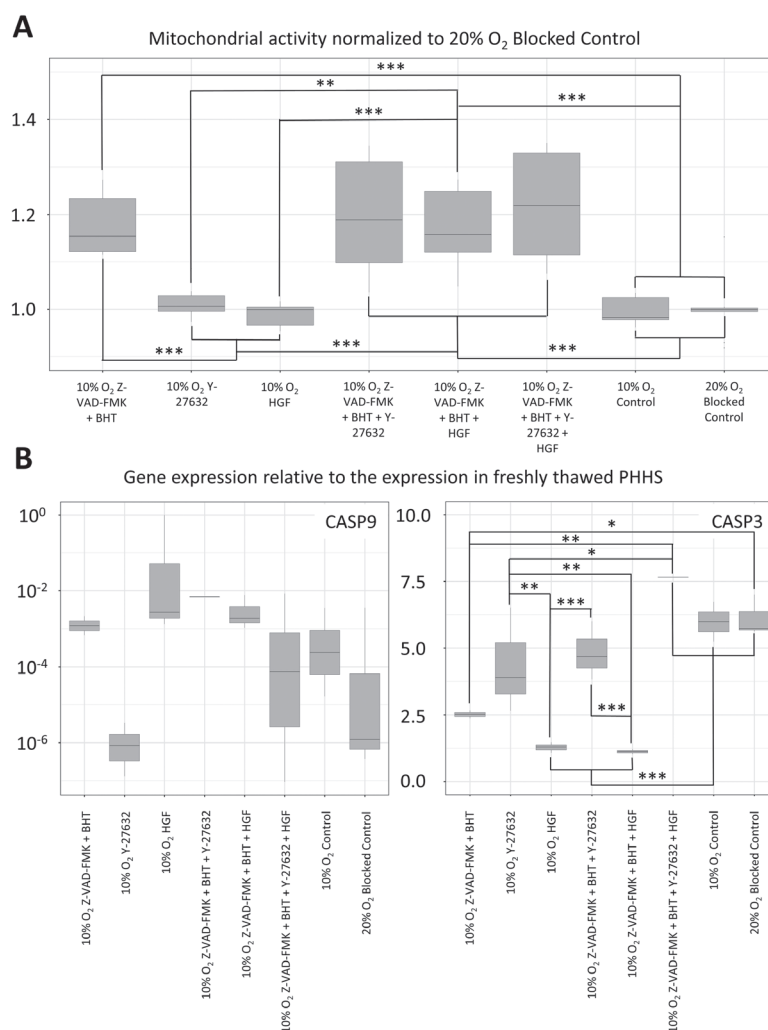 A
Mitochondrial activity normalized to 20% O₂ Blocked Control
***
**
***
***
1.4
1.2
1.0
***
***
***
10% O₂ Z-
VAD-FMK
+ BHT
10% O₂ Y-
27632
10% O₂
HGF
10% O₂ Z-
VAD-FMK
+ BHT + Y-
27632
10% O₂ Z-
VAD-FMK
+ BHT +
HGF
10% O₂ Z-
VAD-FMK
+ BHT + Y-
27632 +
HGF
10% O₂
Control
20% O₂
Blocked
Control
B
Gene expression relative to the expression in freshly thawed PHHS
CASP9
10⁰
10⁻²
10⁻⁴
10⁻⁶
10% O₂ Z-VAD-FMK + BHT
10% O₂ Y-27632
10% O₂ HGF
10% O₂ Z-VAD-FMK + BHT + Y-27632
10% O₂ Z-VAD-FMK + BHT + HGF
10% O₂ Z-VAD-FMK + BHT + Y-27632 + HGF
10% O₂ Control
20% O₂ Blocked Control
CASP3
10.0
7.5
5.0
2.5
0.0
*
**
*
**
**
***
***
***
10% O₂ Z-VAD-FMK + BHT
10% O₂ Y-27632
10% O₂ HGF
10% O₂ Z-VAD-FMK + BHT + Y-27632
10% O₂ Z-VAD-FMK + BHT + HGF
10% O₂ Z-VAD-FMK + BHT + Y-27632 + HGF
10% O₂ Control
20% O₂ Blocked Control